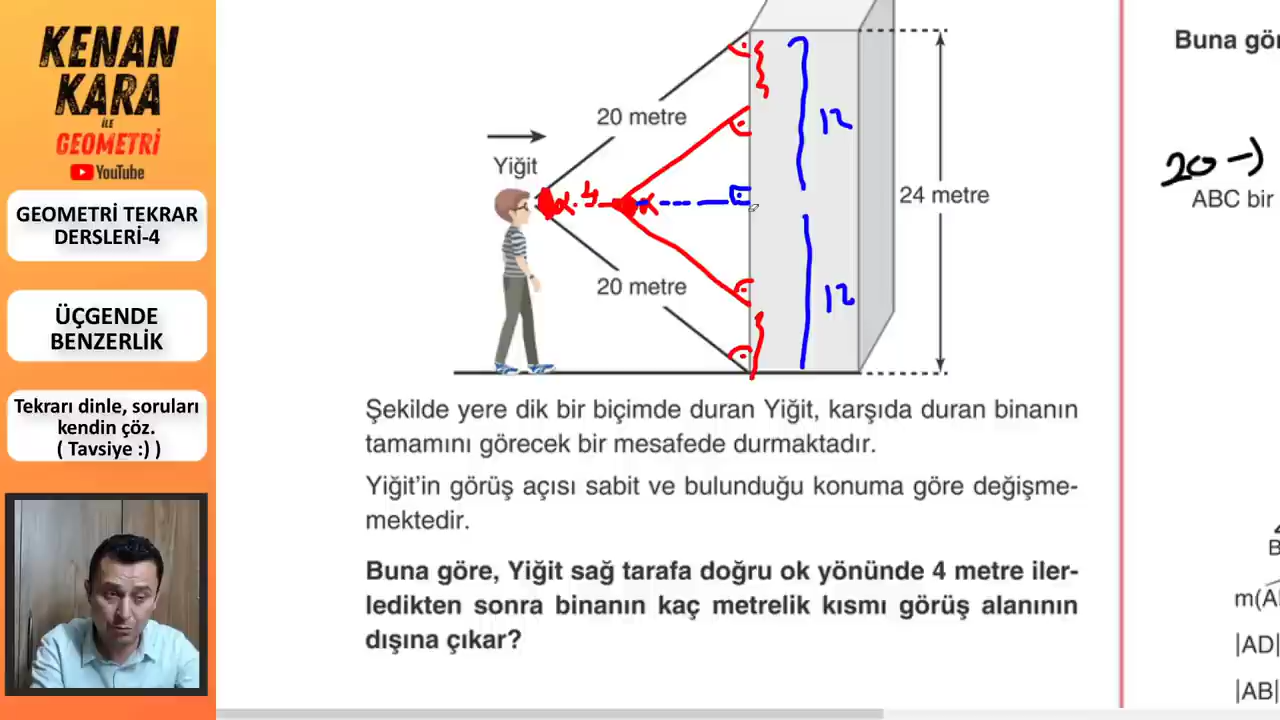 KENAN
KARA
İLE
GEOMETRİ
YouTube
GEOMETRİ TEKRAR
DERSLERİ-4
ÜÇGENDE
BENZERLİK
Tekrarı dinle, soruları
kendin çöz.
( Tavsiye :) )
20 metre
12
Yiğit
α
4
α
24 metre
20 metre
12
Şekilde yere dik bir biçimde duran Yiğit, karşıda duran binanın
tamamını görecek bir mesafede durmaktadır.
Yiğit'in görüş açısı sabit ve bulunduğu konuma göre değişme-
mektedir.
Buna göre, Yiğit sağ tarafa doğru ok yönünde 4 metre iler-
ledikten sonra binanın kaç metrelik kısmı görüş alanının
dışına çıkar?
Buna gör
20 →
ABC bir
B
m(A
|AD|
|AB|